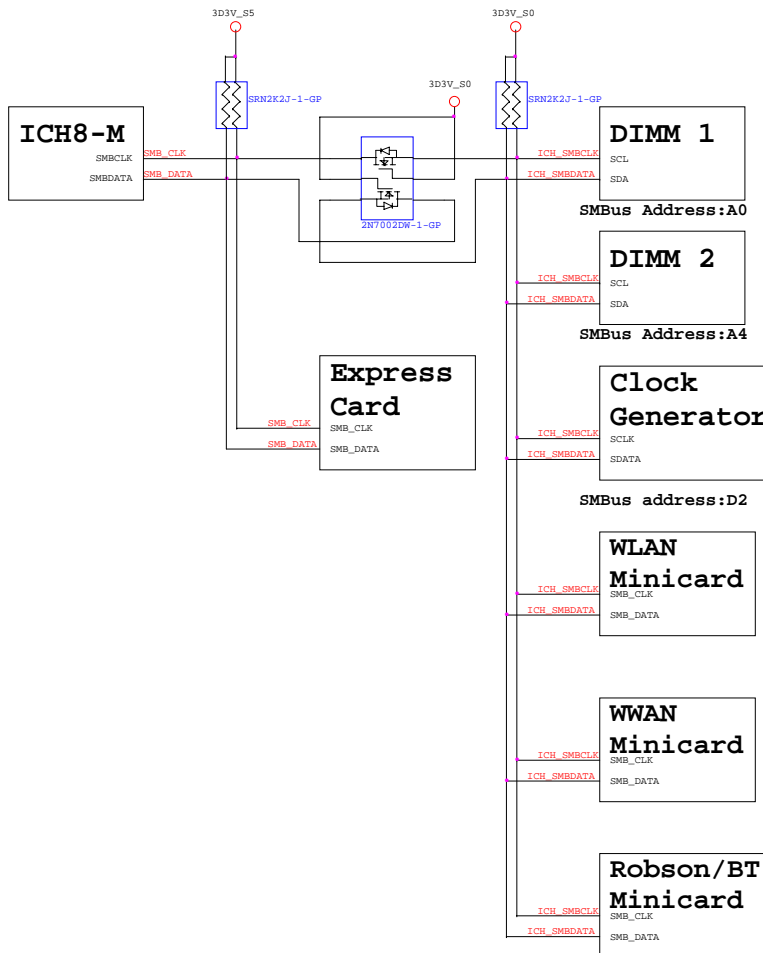 3D3V_S5
3D3V_S0
3D3V_S0
SRN2K2J-1-GP
SRN2K2J-1-GP
ICH8-M
SMBCLK
SMBDATA
SMB_CLK
SMB_DATA
2N7002DW-1-GP
ICH_SMBCLK
ICH_SMBDATA
DIMM 1
SCL
SDA
SMBus Address:A0
ICH_SMBCLK
ICH_SMBDATA
DIMM 2
SCL
SDA
SMBus Address:A4
Express
Card
SMB_CLK
SMB_DATA
SMB_CLK
SMB_DATA
Clock
Generator
ICH_SMBCLK
ICH_SMBDATA
SCLK
SDATA
SMBus address:D2
WLAN
Minicard
ICH_SMBCLK
ICH_SMBDATA
SMB_CLK
SMB_DATA
WWAN
Minicard
ICH_SMBCLK
ICH_SMBDATA
SMB_CLK
SMB_DATA
Robson/BT
Minicard
ICH_SMBCLK
ICH_SMBDATA
SMB_CLK
SMB_DATA